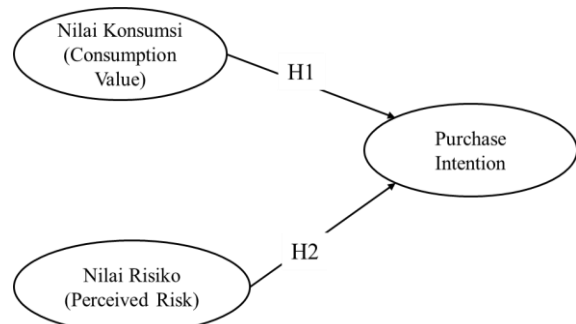 Nilai Konsumsi
(Consumption
Value)
H1
Purchase
Intention
H2
Nilai Risiko
(Perceived Risk)